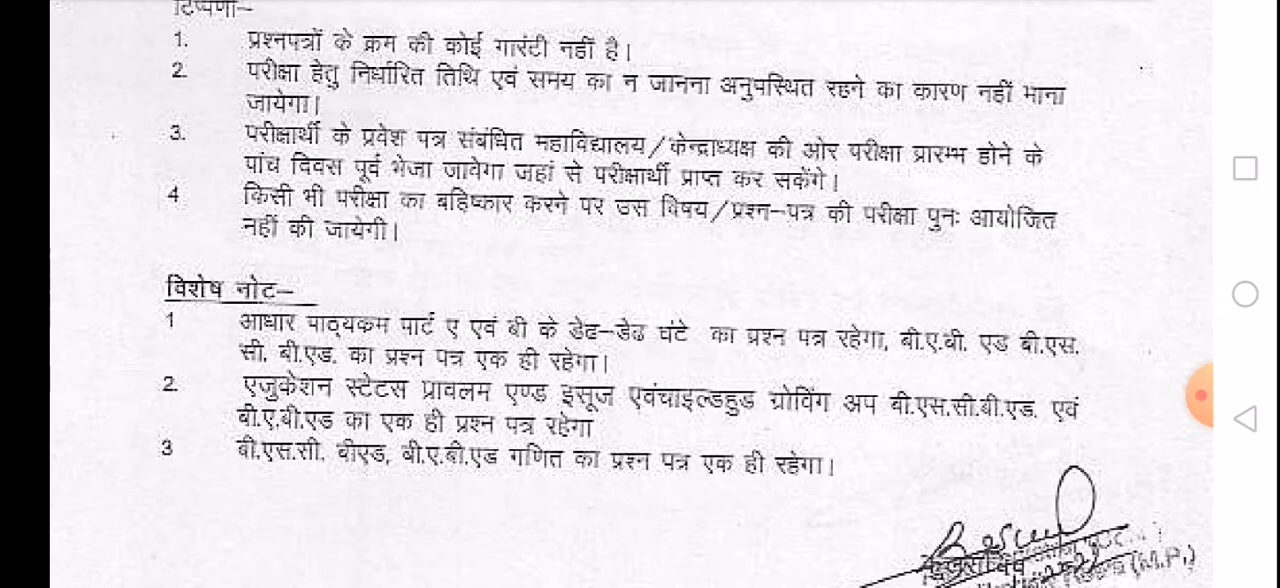 टिप्पणी–
1. प्रश्नपत्रों के क्रम की कोई गारंटी नहीं है।
2. परीक्षा हेतु निर्धारित तिथि एवं समय का न जानना अनुपस्थित रहने का कारण नहीं माना
जायेगा।
3. परीक्षार्थी के प्रवेश पत्र संबंधित महाविद्यालय/केन्द्राध्यक्ष की ओर परीक्षा प्रारम्भ होने के
पांच दिवस पूर्व भेजा जावेगा जहां से परीक्षार्थी प्राप्त कर सकेंगे।
4 किसी भी परीक्षा का बहिष्कार करने पर उस विषय/प्रश्न–पत्र की परीक्षा पुनः आयोजित
नहीं की जायेगी।
विशेष नोट–
1 आधार पाठ्यकम पार्ट ए एवं बी के डेढ–डेढ घंटे का प्रश्न पत्र रहेगा, बी.ए.बी. एड बी.एस.
सी. बी.एड. का प्रश्न पत्र एक ही रहेगा।
2. एजुकेशन स्टेटस प्रावलम एण्ड इसूज एवंचाइल्डहुड ग्रोविंग अप बी.एस.सी.बी.एड. एवं
बी.ए.बी.एड का एक ही प्रश्न पत्र रहेगा
3 बी.एस.सी. बीएड, बी.ए.बी.एड गणित का प्रश्न पत्र एक ही रहेगा।
कुलसचिव
(M.P.)